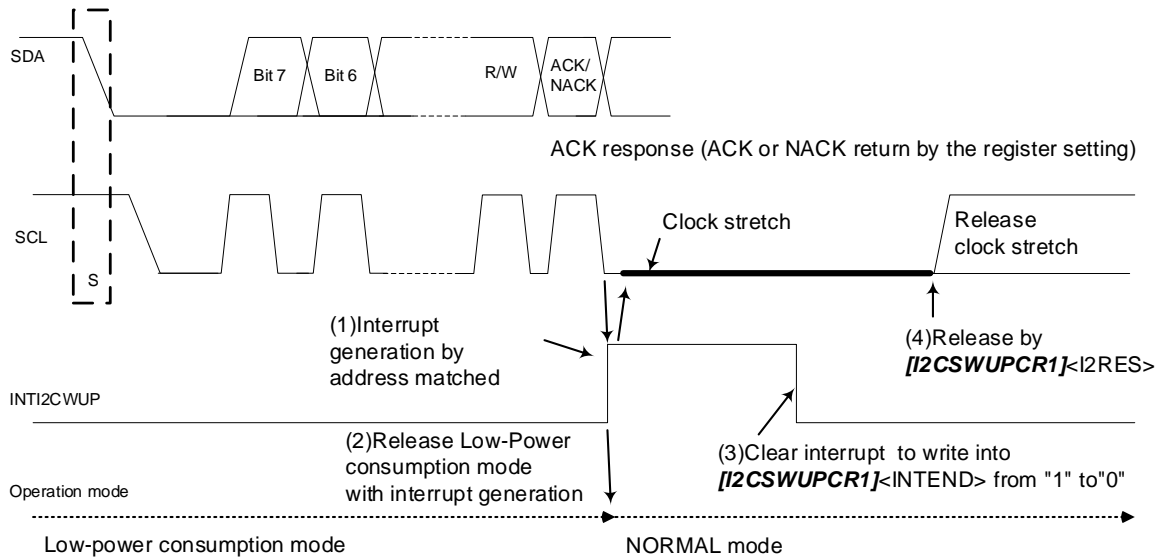 SDA
Bit 7
Bit 6
R/W
ACK/
NACK
ACK response (ACK or NACK return by the register setting)
SCL
S
Clock stretch
Release
clock stretch
(1)Interrupt
generation by
address matched
(4)Release by
[I2CSWUPCR1]<I2RES>
INTI2CWUP
(2)Release Low-Power
consumption mode
with interrupt generation
(3)Clear interrupt to write into
[I2CSWUPCR1]<INTEND> from "1" to"0"
Operation mode
Low-power consumption mode
NORMAL mode